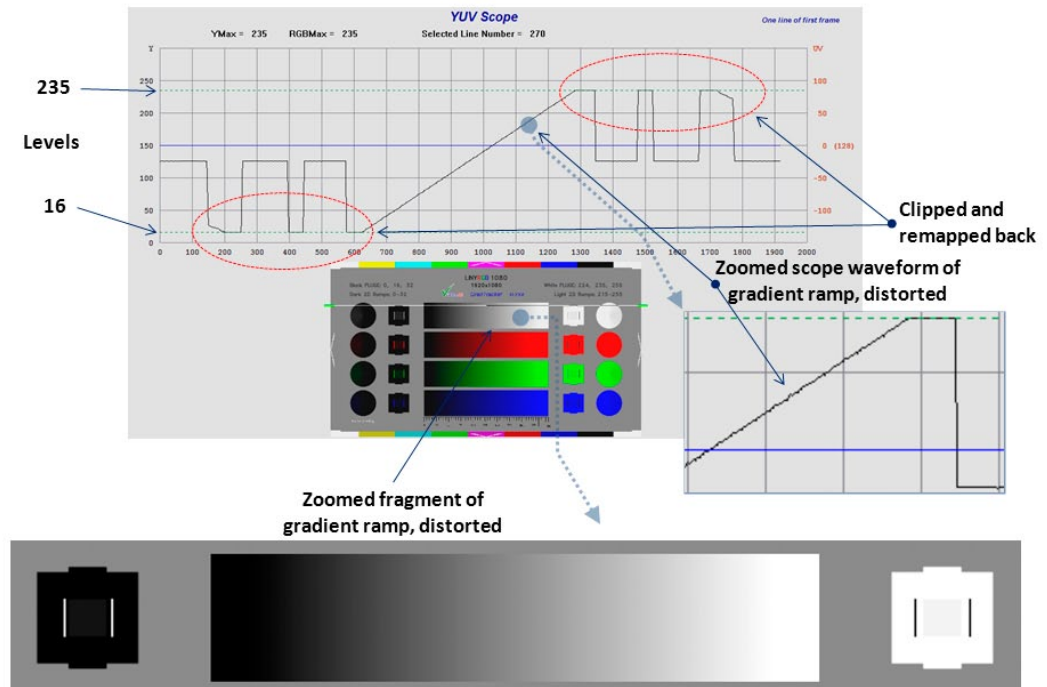 YUV Scope
One line of first frame
YMax = 235 RGBMax = 235 Selected Line Number = 270
Y
UV
250
100
235
200
50
Levels
150
0 (128)
100
-50
16
50
-100
0
0 100 200 300 400 500 600 700 800 900 1000 1100 1200 1300 1400 1500 1600 1700 1800 1900 2000
Clipped and
remapped back
Zoomed scope waveform of
gradient ramp, distorted
1920x1080
Zoomed fragment of
gradient ramp, distorted